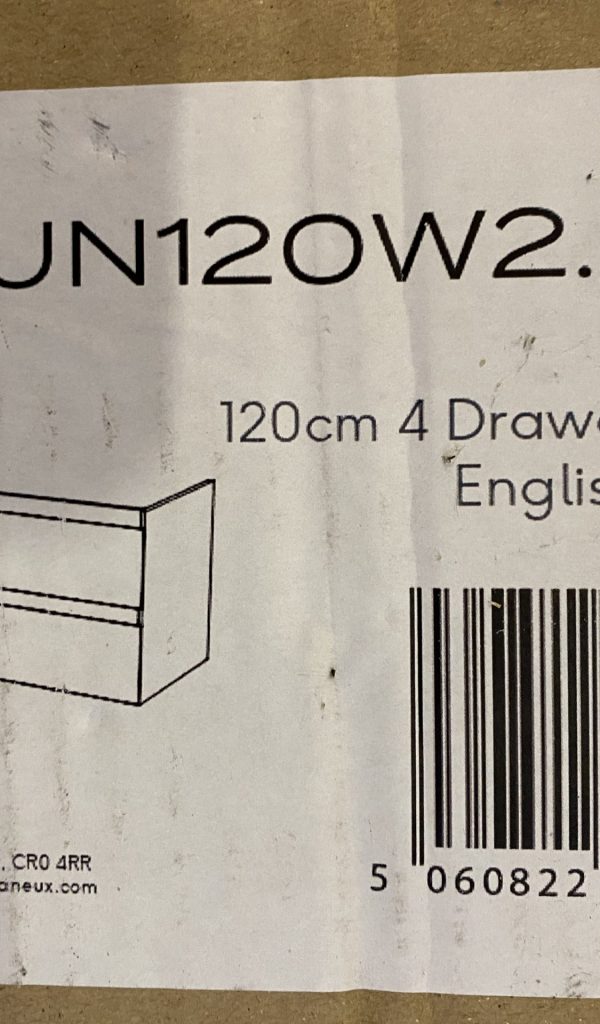 UN120W2.
120cm 4 Drawe
Englis
, CR0 4RR
aneux.com
5 060822